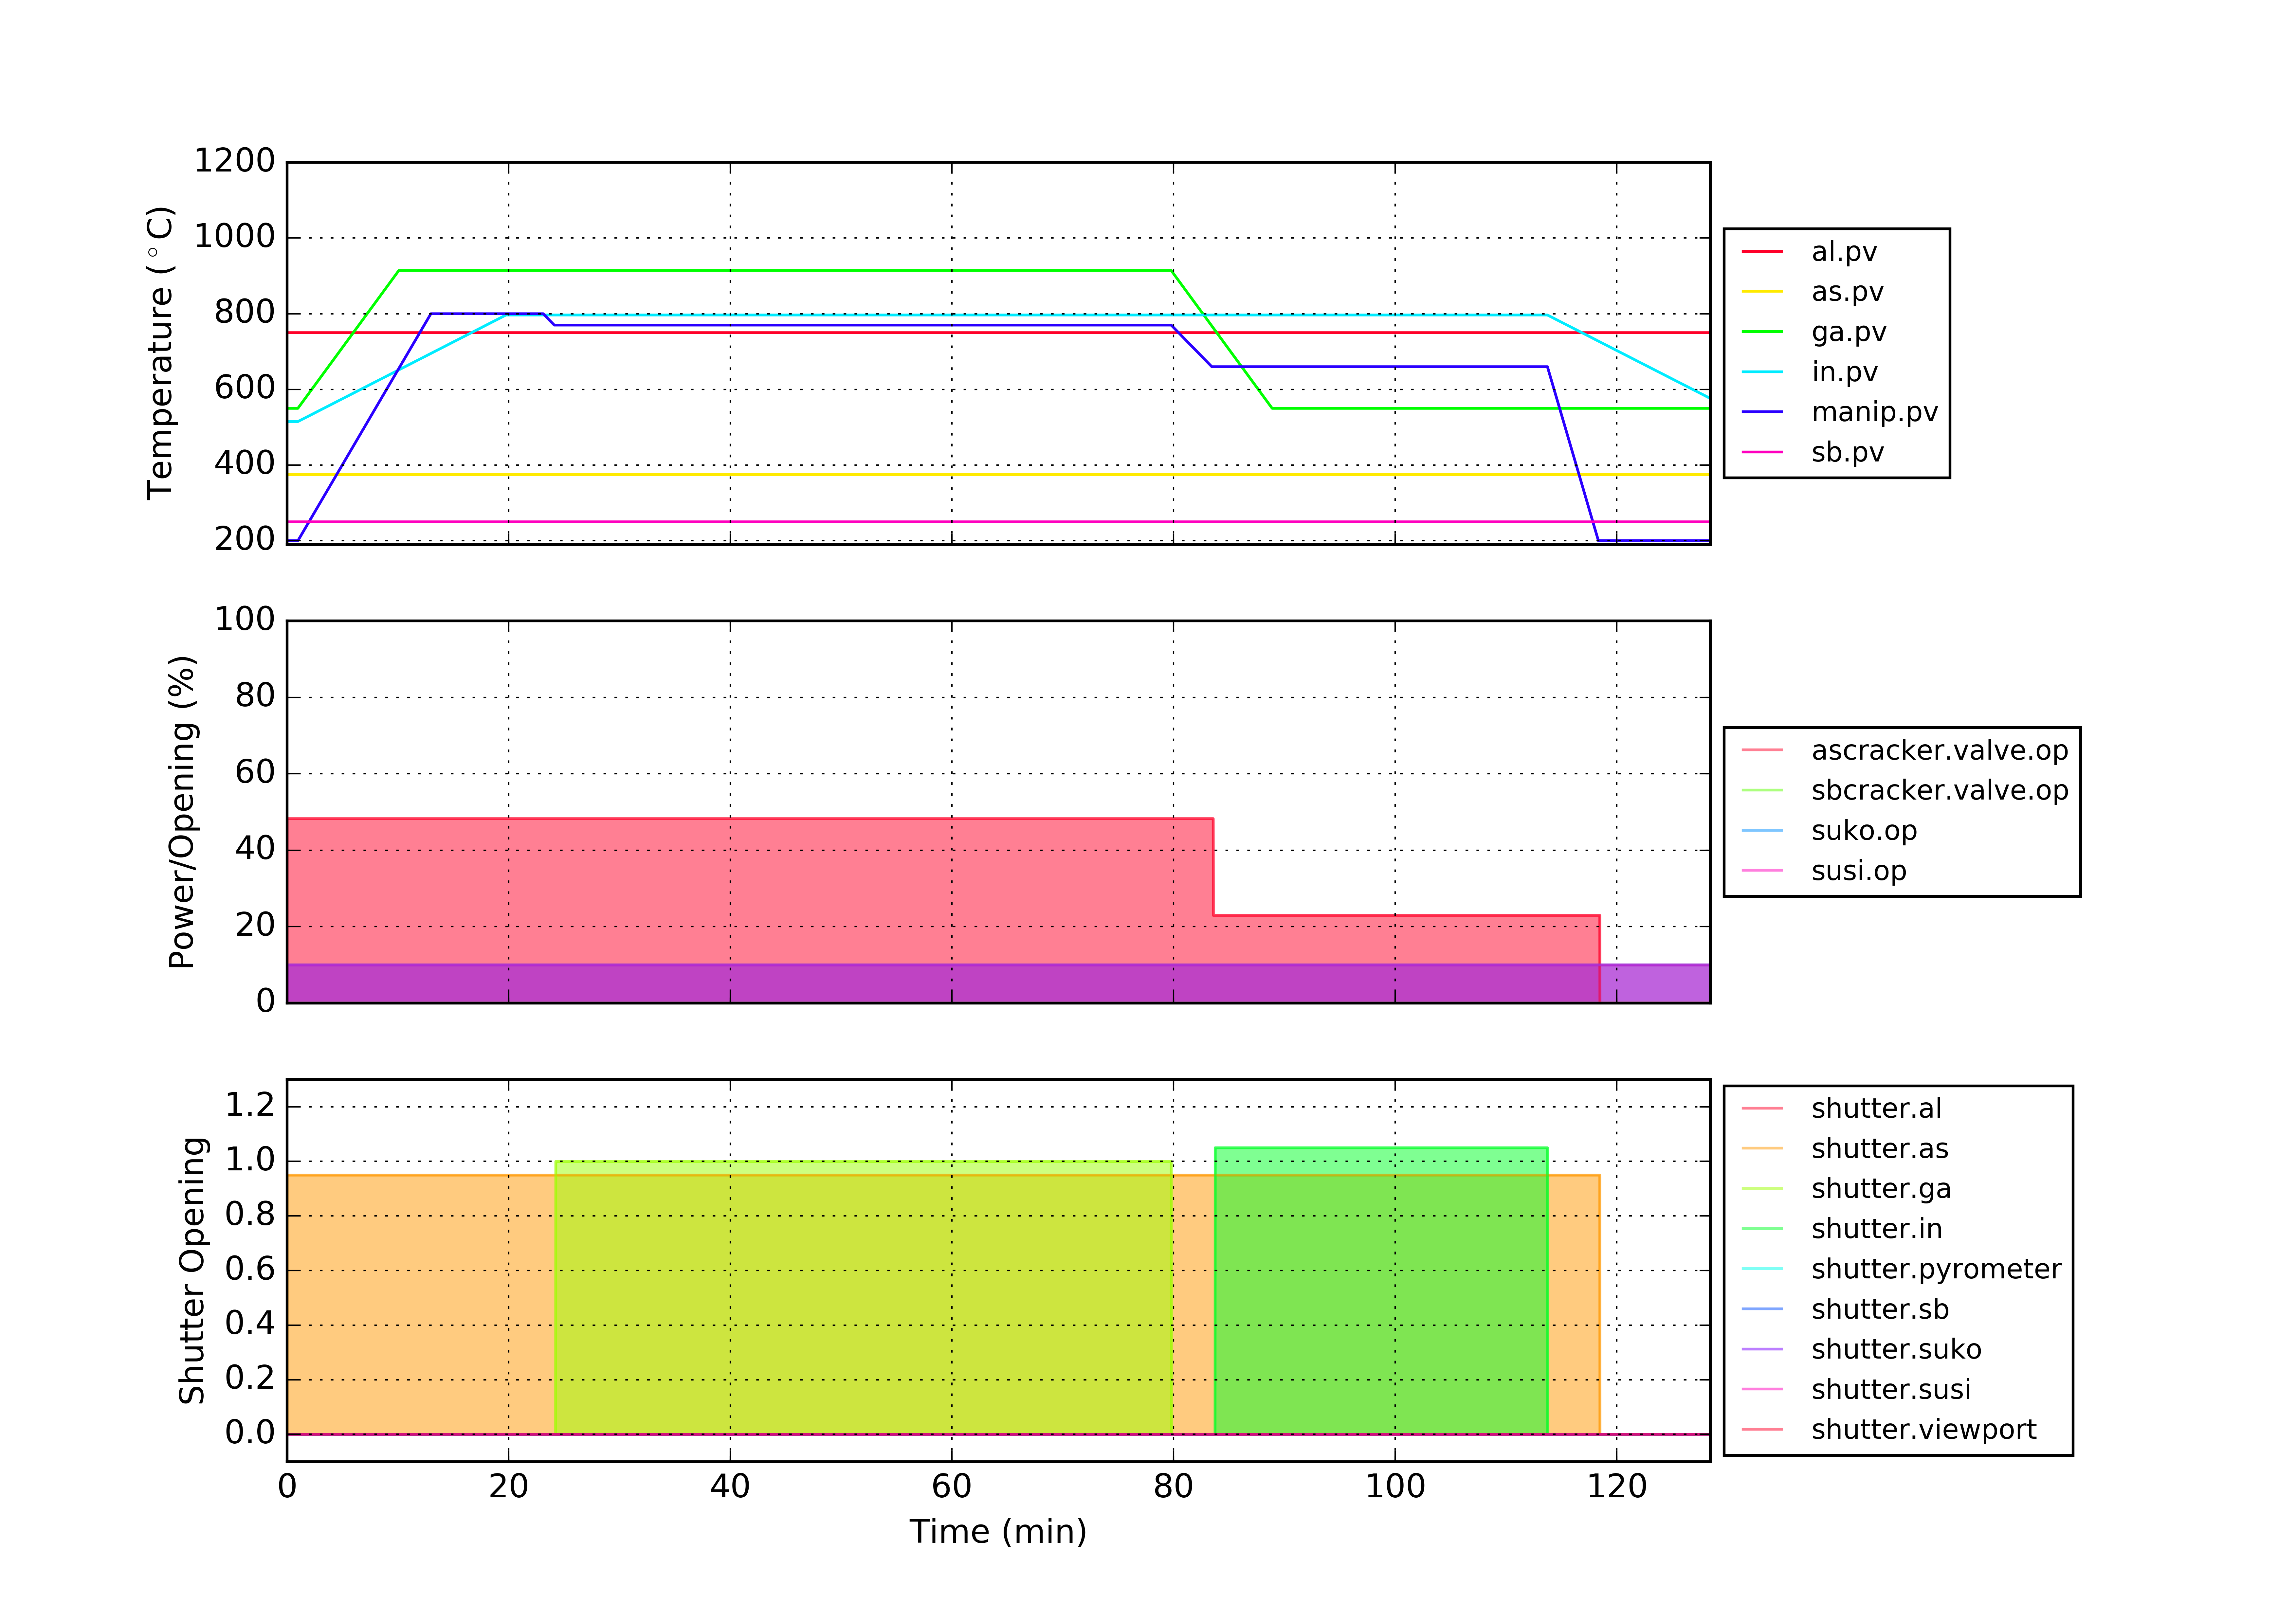 1200
1000
800
600
400
200
Temperature (°C)
al.pv
as.pv
ga.pv
in.pv
manip.pv
sb.pv
100
80
60
40
20
0
Power/Opening (%)
ascracker.valve.op
sbcracker.valve.op
suko.op
susi.op
1.2
1.0
0.8
0.6
0.4
0.2
0.0
Shutter Opening
shutter.al
shutter.as
shutter.ga
shutter.in
shutter.pyrometer
shutter.sb
shutter.suko
shutter.susi
shutter.viewport
0 20 40 60 80 100 120
Time (min)